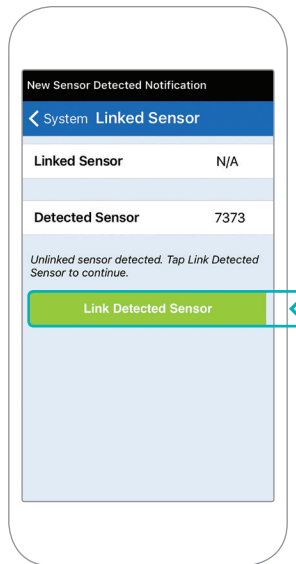 New Sensor Detected Notification
System Linked Sensor
Linked Sensor N/A
Detected Sensor 7373
Unlinked sensor detected. Tap Link Detected
Sensor to continue.
Link Detected Sensor